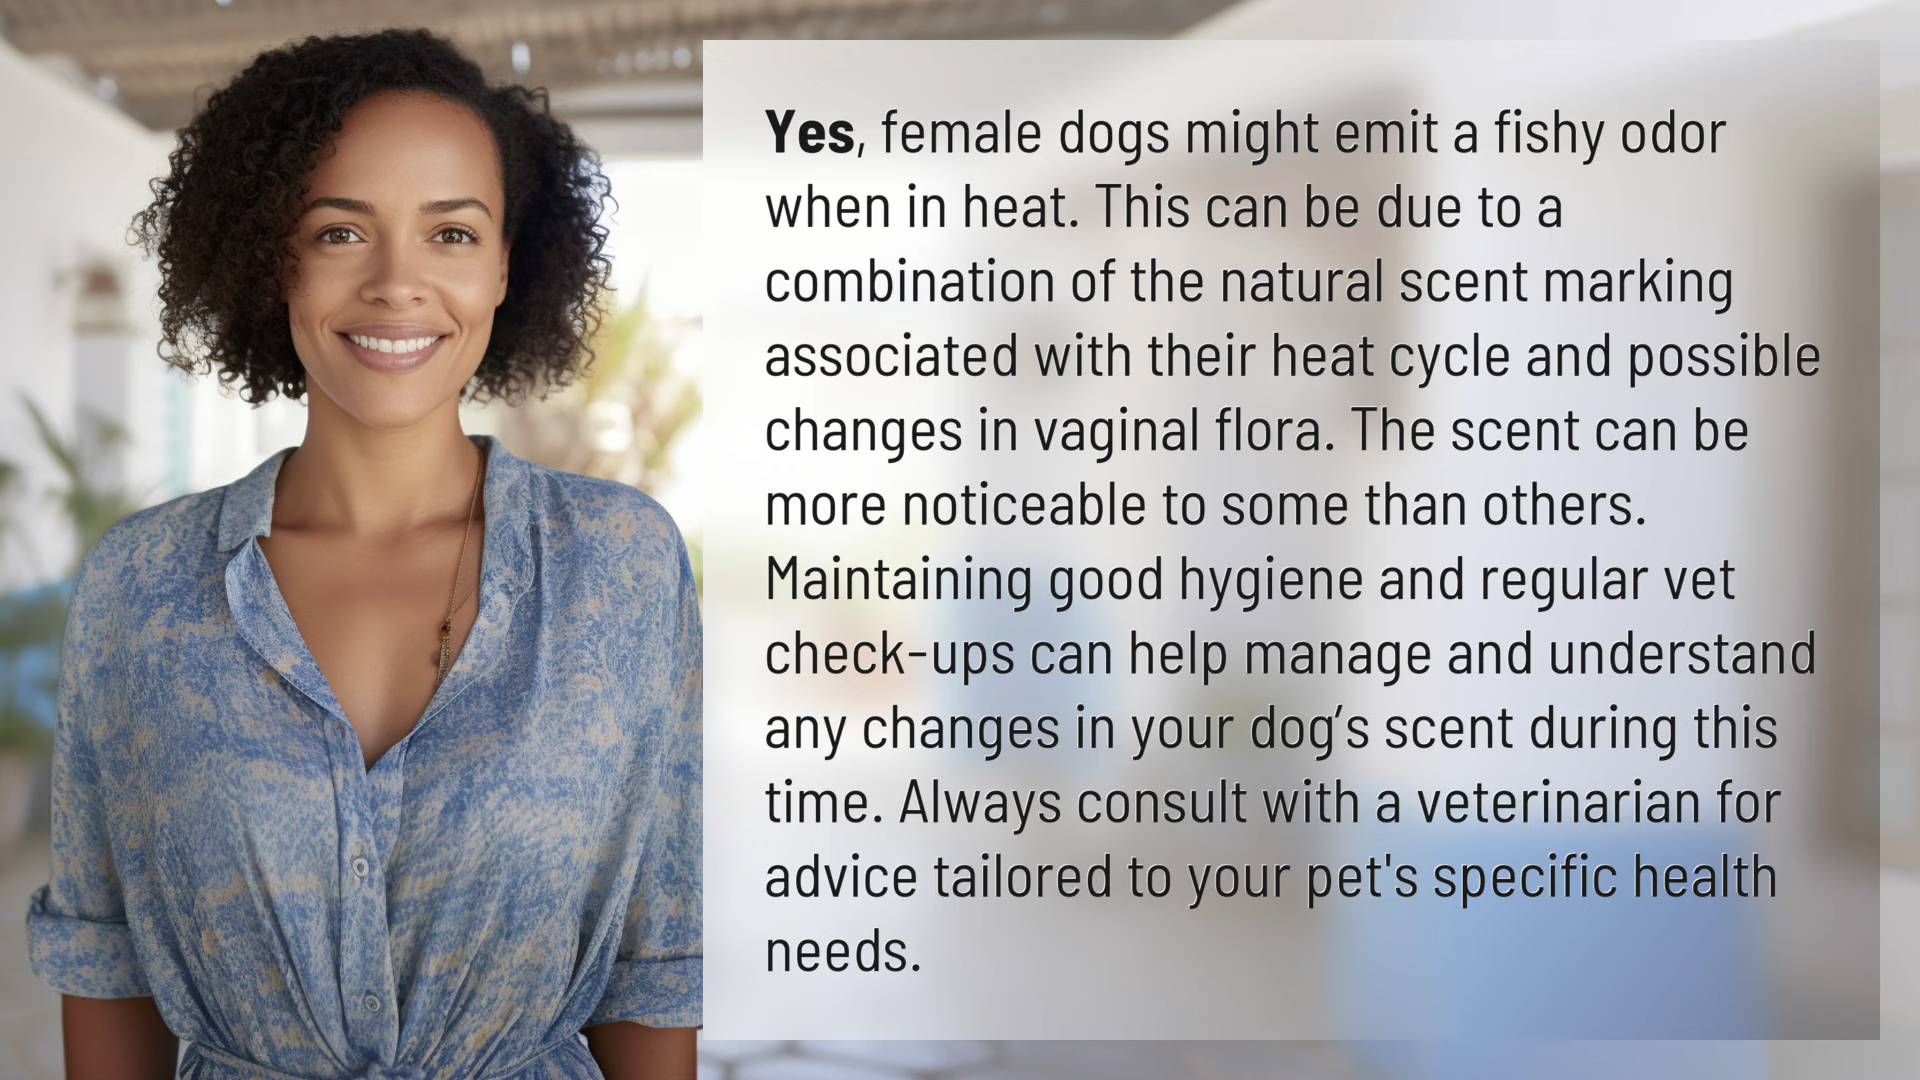 Yes, female dogs might emit a fishy odor
when in heat. This can be due to a
combination of the natural scent marking
associated with their heat cycle and possible
changes in vaginal flora. The scent can be
more noticeable to some than others.
Maintaining good hygiene and regular vet
check-ups can help manage and understand
any changes in your dog’s scent during this
time. Always consult with a veterinarian for
advice tailored to your pet's specific health
needs.